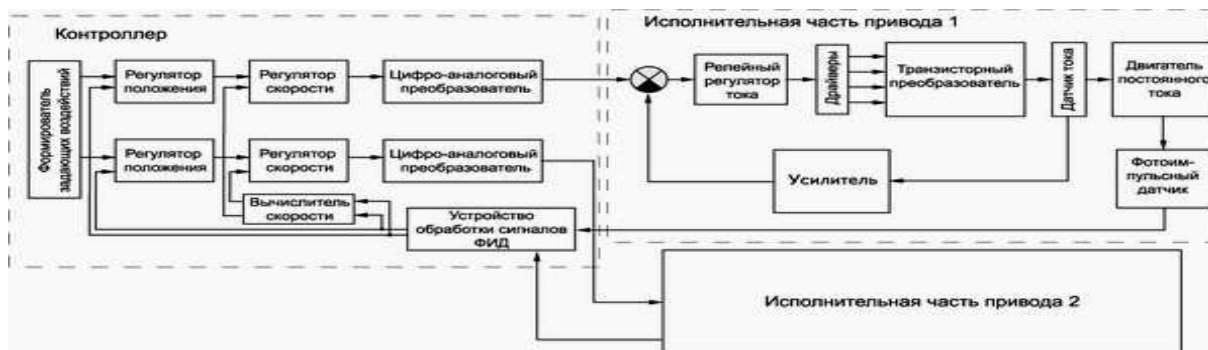 Контроллер
Формирователь
задающих воздействий
Регулятор
положения
Регулятор
скорости
Цифро-аналоговый
преобразователь
Регулятор
положения
Регулятор
скорости
Цифро-аналоговый
преобразователь
Вычислитель
скорости
Устройство
обработки сигналов
ФИД
Исполнительная часть привода 1
Релейный
регулятор
тока
Драйверы
Транзисторный
преобразователь
Датчик тока
Двигатель
постоянного
тока
Усилитель
Фотоим-
пульсный
датчик
Исполнительная часть привода 2